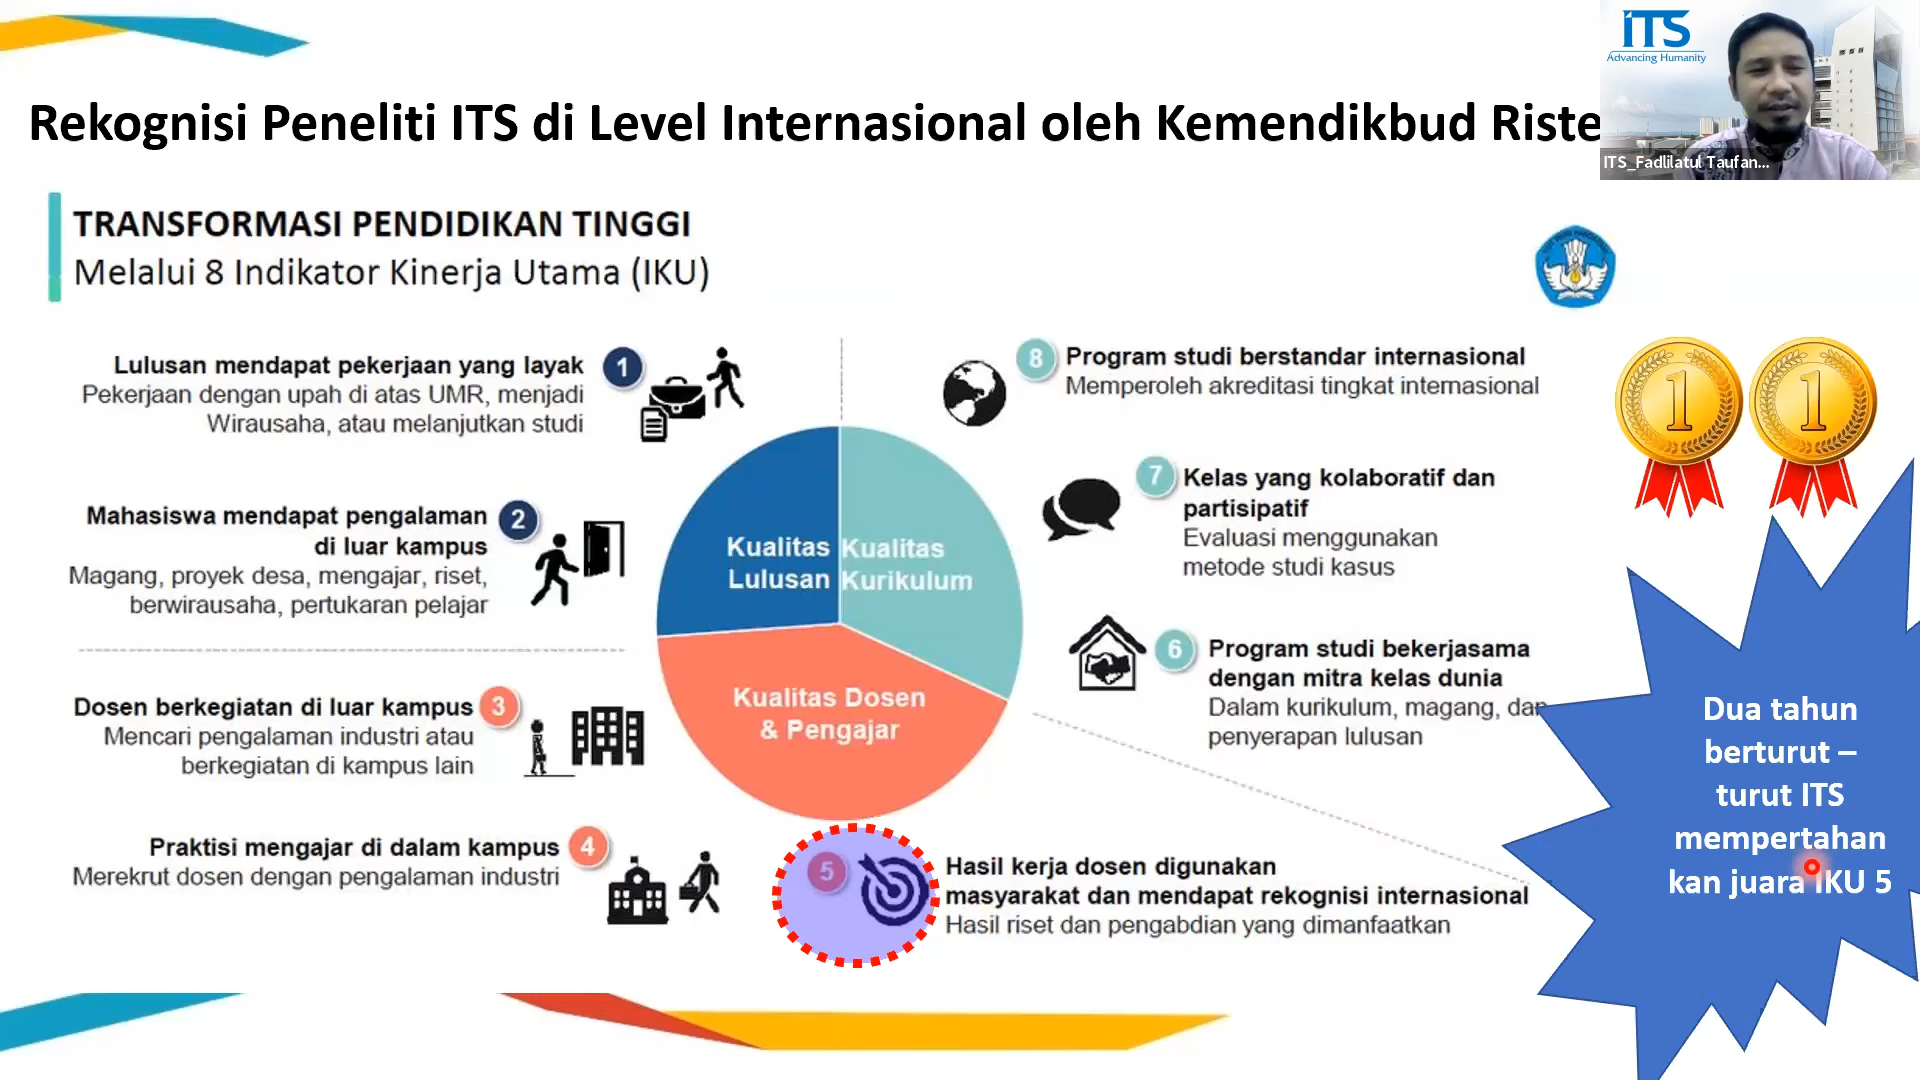 ITS
Advancing Humanity
ITS_Fadlilatul Taufan...
Rekognisi Peneliti ITS di Level Internasional oleh Kemendikbud Riste
TRANSFORMASI PENDIDIKAN TINGGI
Melalui 8 Indikator Kinerja Utama (IKU)
1
Lulusan mendapat pekerjaan yang layak
Pekerjaan dengan upah di atas UMR, menjadi
Wirausaha, atau melanjutkan studi
2
Mahasiswa mendapat pengalaman
di luar kampus
Magang, proyek desa, mengajar, riset,
berwirausaha, pertukaran pelajar
3
Dosen berkegiatan di luar kampus
Mencari pengalaman industri atau
berkegiatan di kampus lain
4
Praktisi mengajar di dalam kampus
Merekrut dosen dengan pengalaman industri
Kualitas
Lulusan
Kualitas
Kurikulum
Kualitas Dosen
& Pengajar
8
Program studi berstandar internasional
Memperoleh akreditasi tingkat internasional
7
Kelas yang kolaboratif dan
partisipatif
Evaluasi menggunakan
metode studi kasus
6
Program studi bekerjasama
dengan mitra kelas dunia
Dalam kurikulum, magang, dan
penyerapan lulusan
5
Hasil kerja dosen digunakan
masyarakat dan mendapat rekognisi internasional
Hasil riset dan pengabdian yang dimanfaatkan
1
1
Dua tahun
berturut –
turut ITS
mempertahan
kan juara IKU 5